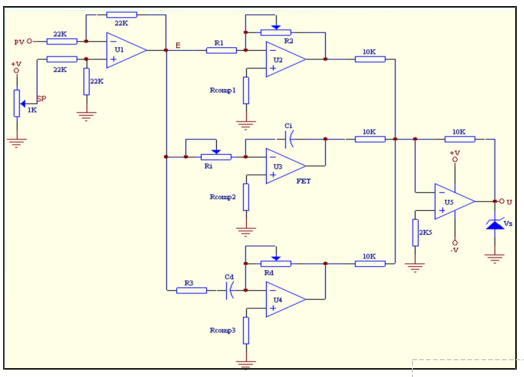 22K
PV
22K
U1
E
R1
R2
10K
+V
22K
U2
22K
SP
1K
Rcomp1
Ci
10K
10K
Ri
U3
+V
FET
U
Rcomp2
U5
Vs
2K5
-V
Cd
R3
Rd
10K
U4
Rcomp3